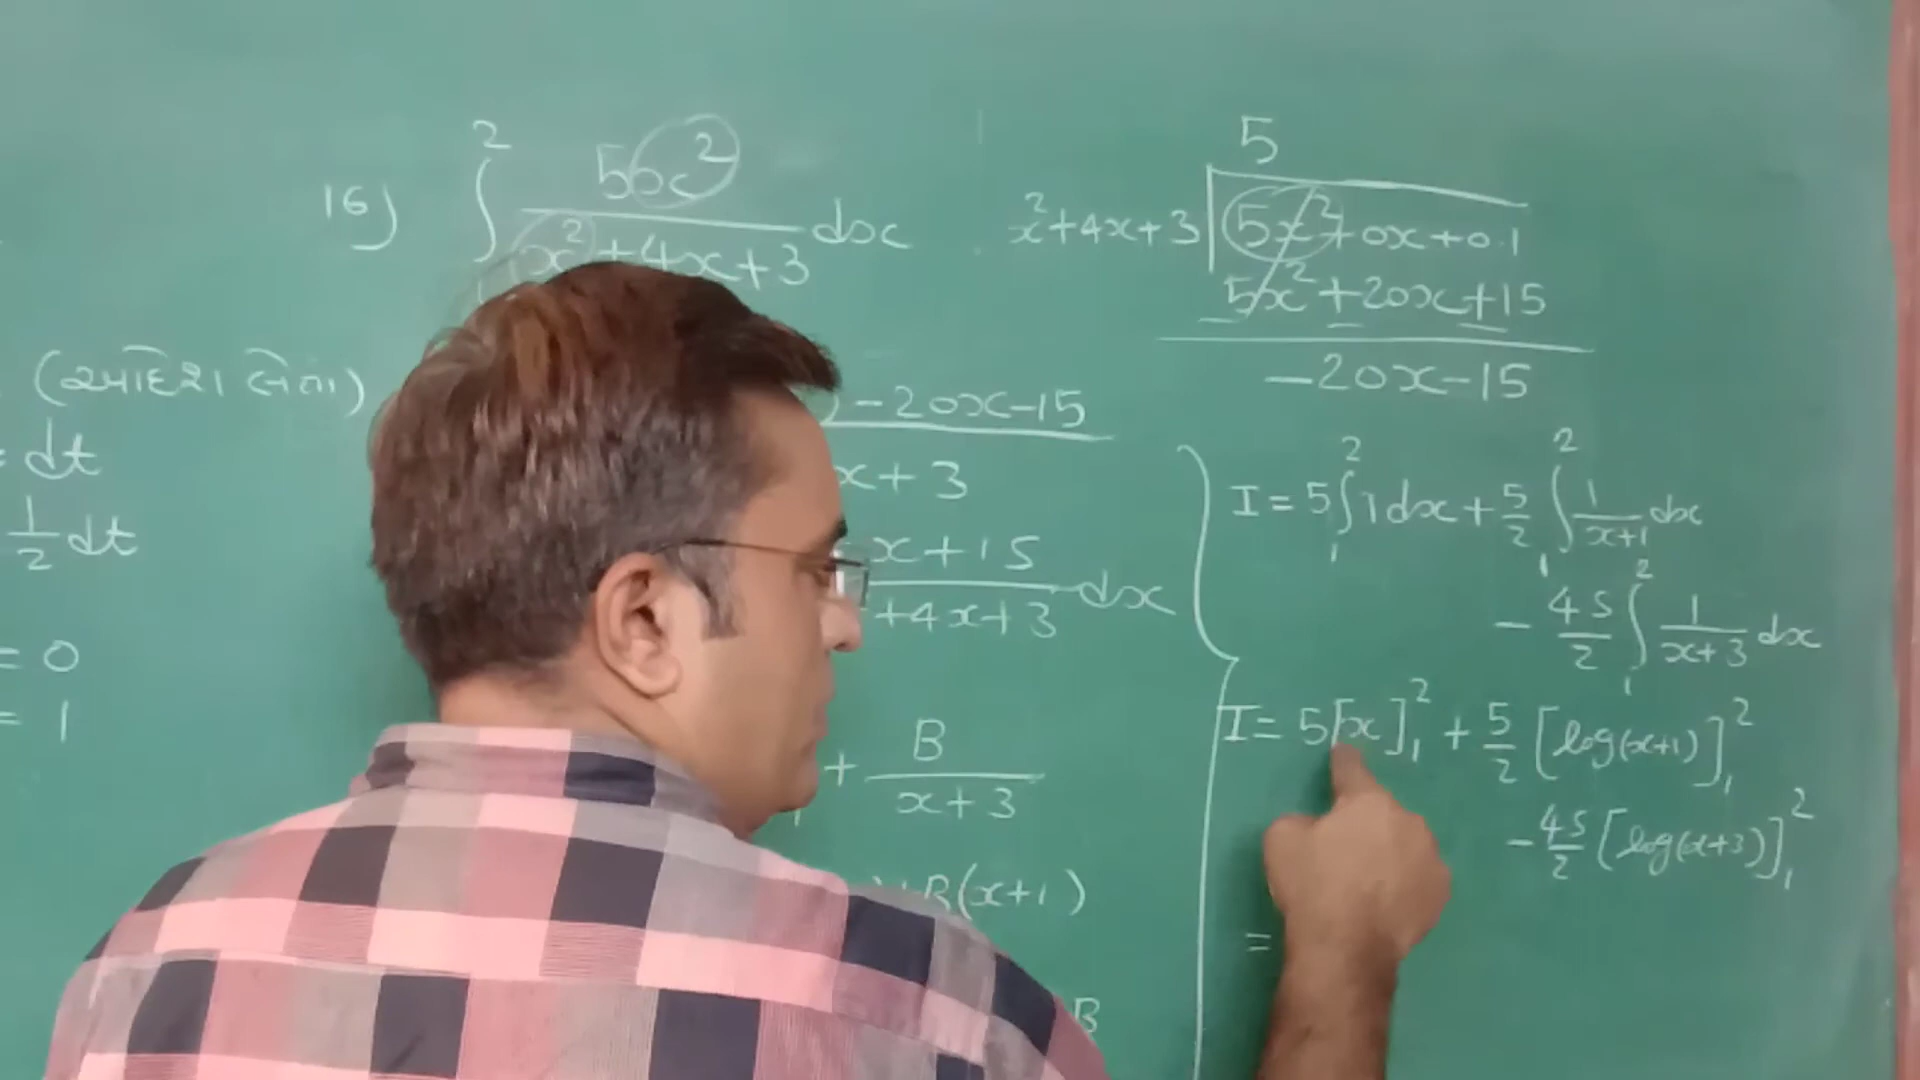 16) ∫₁² 5x² / x²+4x+3 dx
5
x²+4x+3 | 5x²+0x+0·1
5x²+20x+15
-20x-15
(આદેશ લેતા)
) -20x-15
x+3
= dt
1/2 dt
x+15
+4x+3 dx
= 0
= 1
+ B / x+3
B(x+1)
B
I = 5∫₁² 1dx + 5/2 ∫₁² 1/x+1 dx
- 45/2 ∫₁² 1/x+3 dx
I = 5[x]₁² + 5/2 [log(x+1)]₁²
- 45/2 [log(x+3)]₁²
=